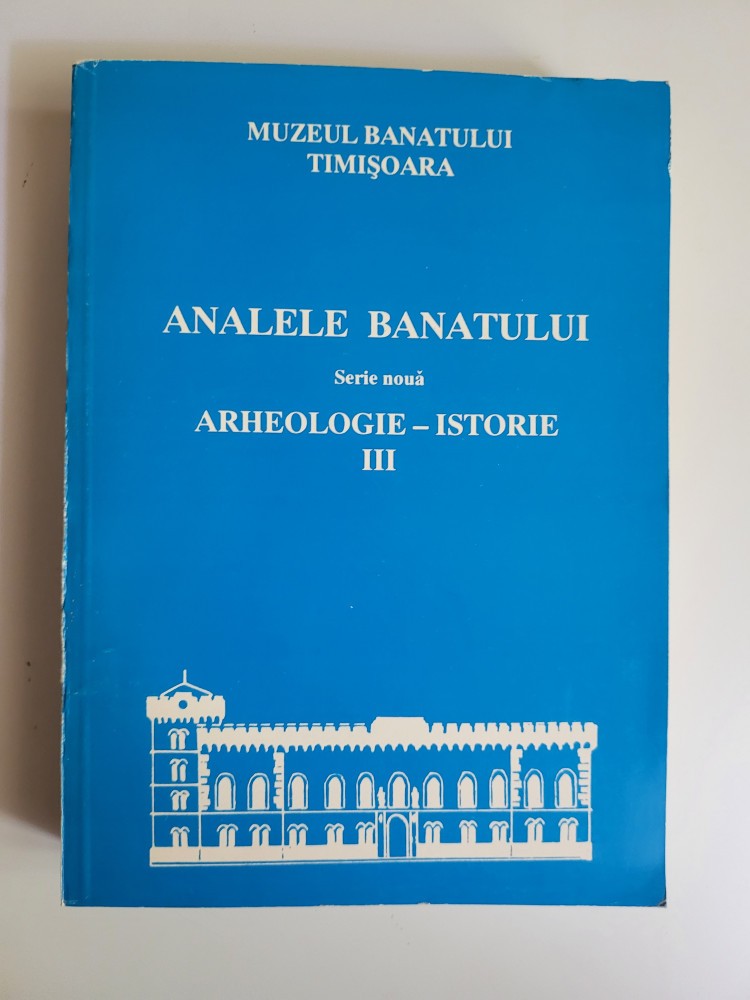 MUZEUL BANATULUI
TIMIŞOARA
ANALELE BANATULUI
Serie nouă
ARHEOLOGIE – ISTORIE
III